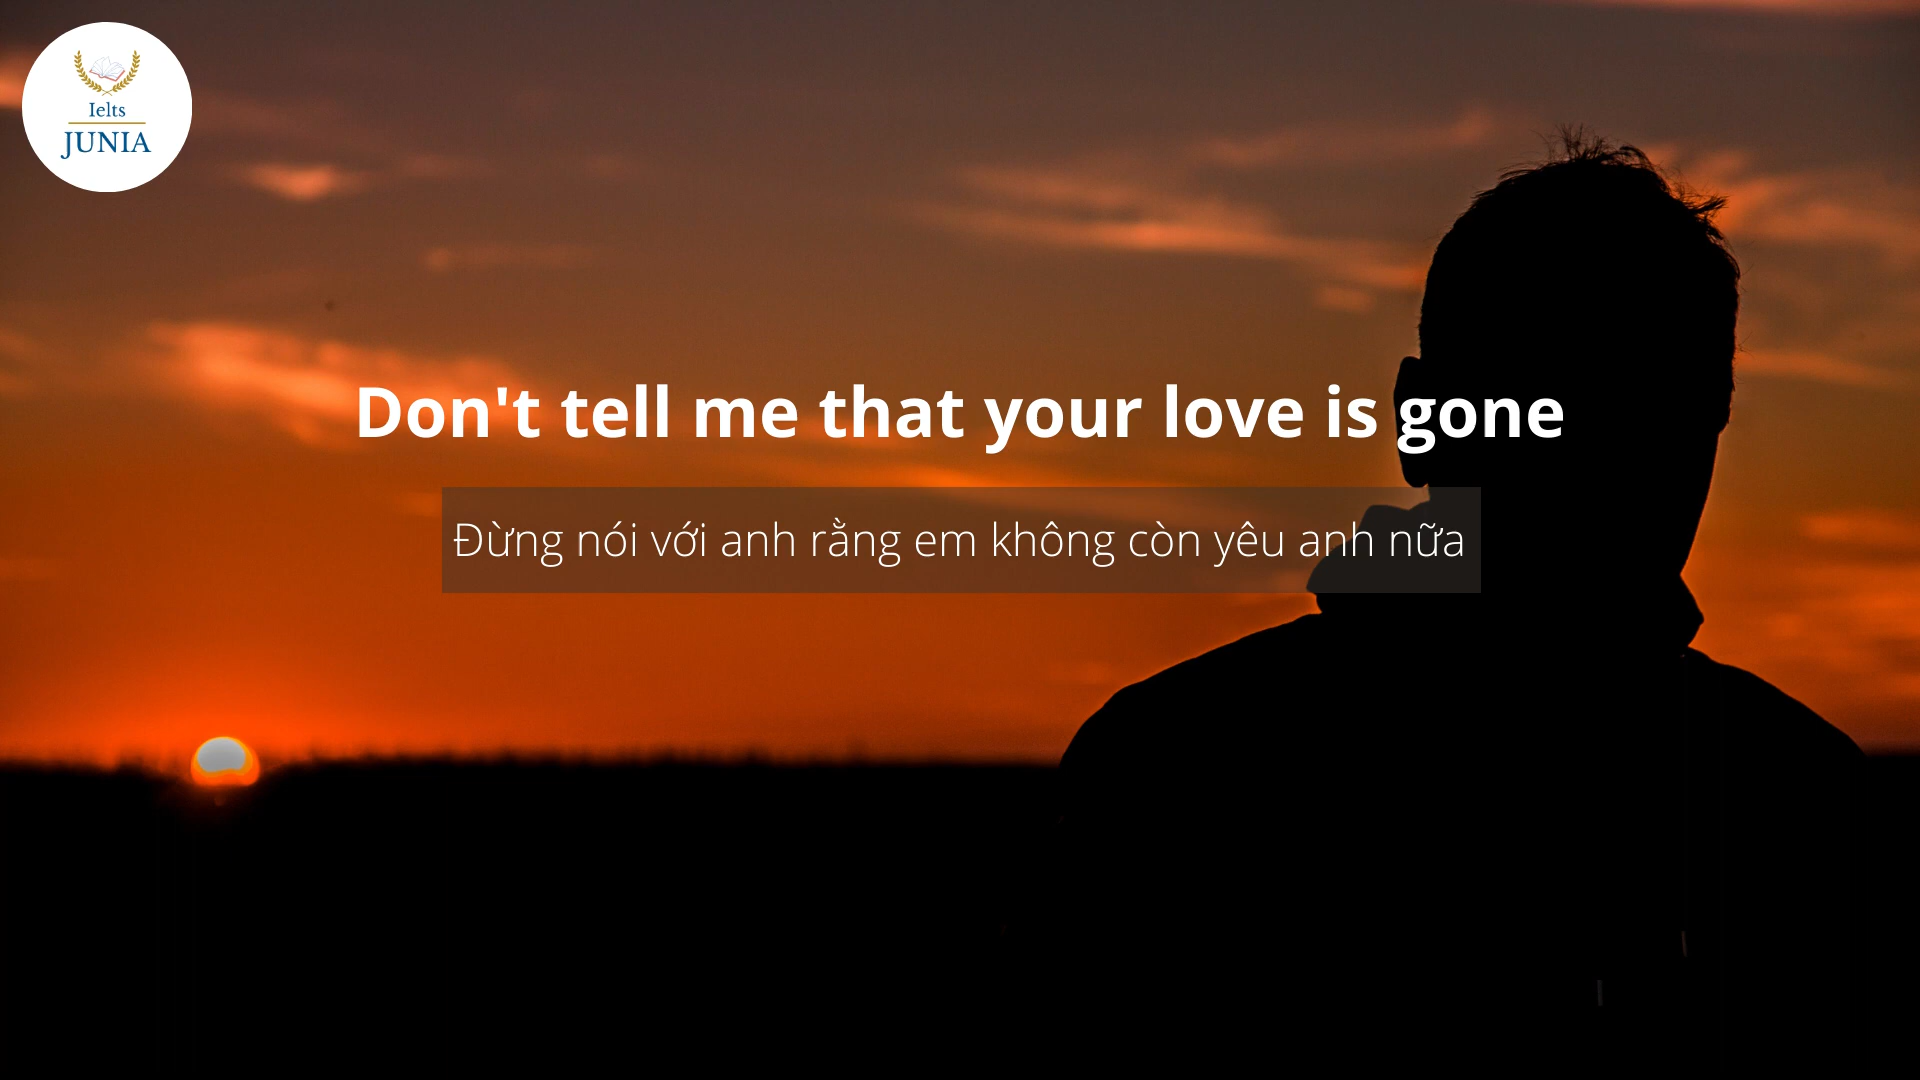 Ielts
JUNIA
Don't tell me that your love is gone
Đừng nói với anh rằng em không còn yêu anh nữa